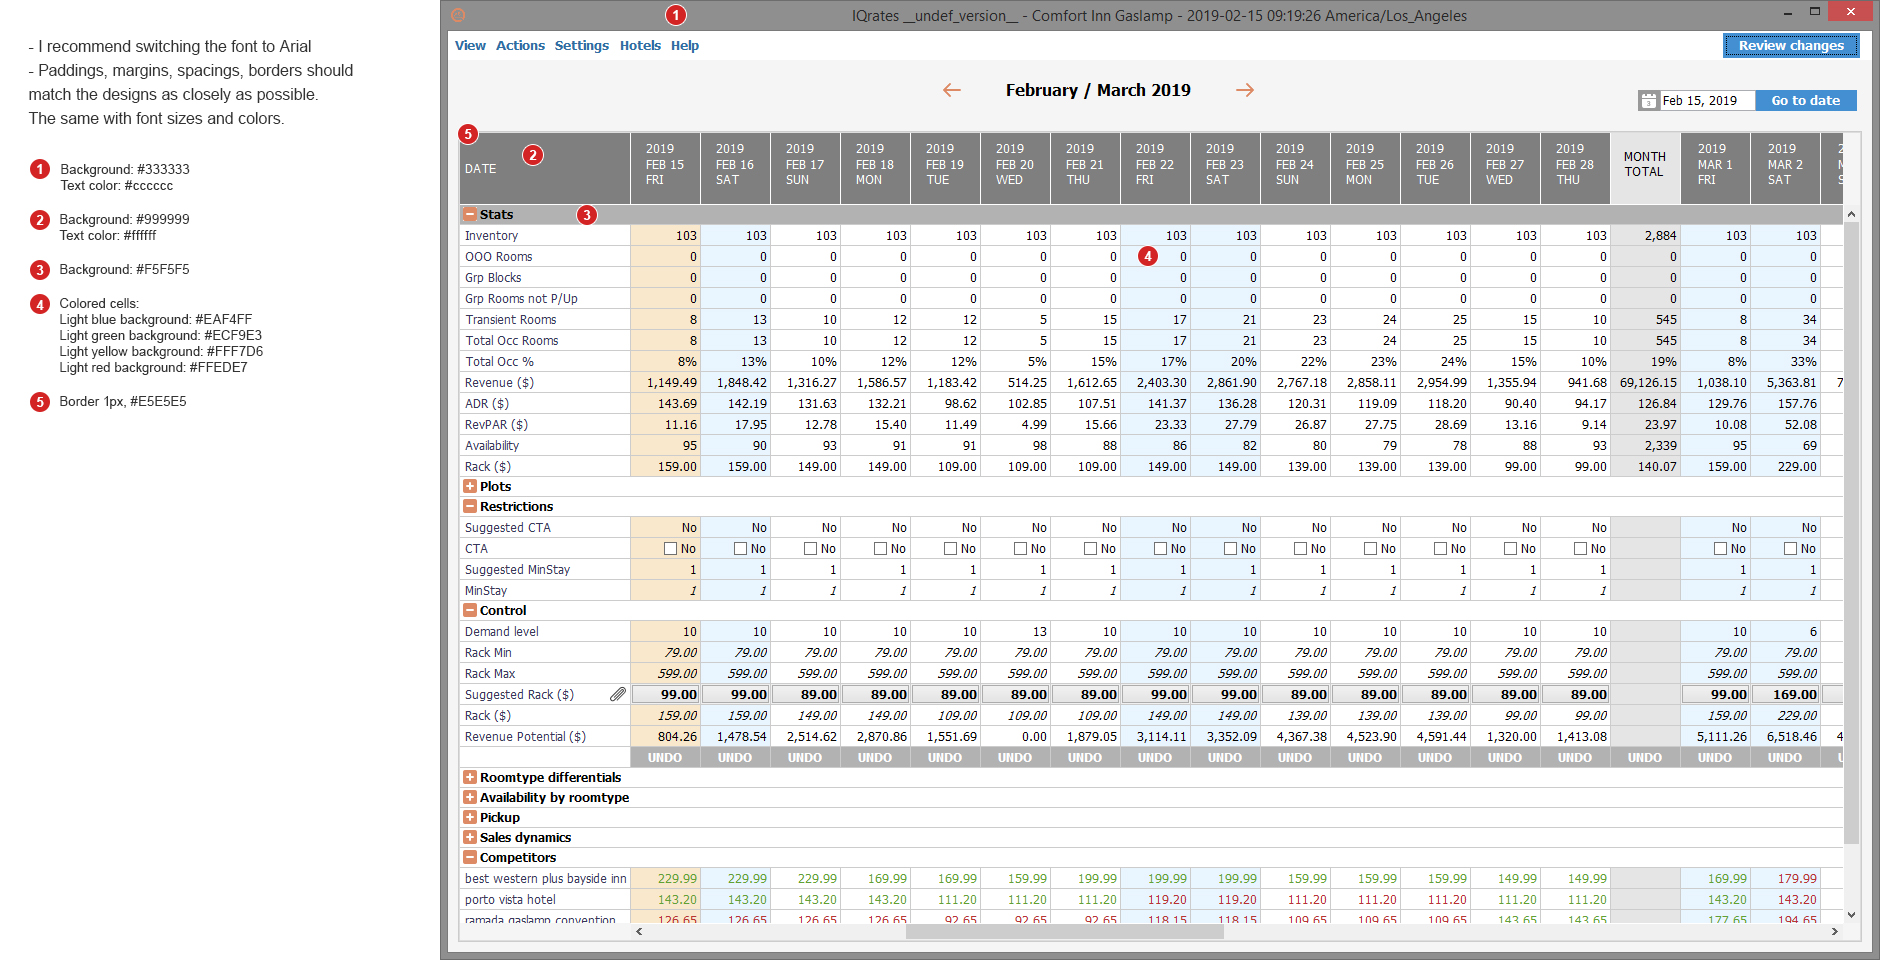 - I recommend switching the font to Arial
- Paddings, margins, spacings, borders should
match the designs as closely as possible.
The same with font sizes and colors.
1 Background: #333333
Text color: #cccccc
2 Background: #999999
Text color: #ffffff
3 Background: #F5F5F5
4 Colored cells:
Light blue background: #EAF4FF
Light green background: #ECF9E3
Light yellow background: #FFF7D6
Light red background: #FFEDE7
5 Border 1px, #E5E5E5
1 IQrates __undef_version__ - Comfort Inn Gaslamp - 2019-02-15 09:19:26 America/Los_Angeles
View Actions Settings Hotels Help Review changes
February / March 2019
3 Feb 15, 2019 Go to date
5
2019 2019 2019 2019 2019 2019 2019 2019 2019 2019 2019 2019 2019 2019 2019 2019
DATE 2 FEB 15 FEB 16 FEB 17 FEB 18 FEB 19 FEB 20 FEB 21 FEB 22 FEB 23 FEB 24 FEB 25 FEB 26 FEB 27 FEB 28 MONTH TOTAL MAR 1 MAR 2
FRI SAT SUN MON TUE WED THU FRI SAT SUN MON TUE WED THU FRI SAT
Stats 3
Inventory 103 103 103 103 103 103 103 103 103 103 103 103 103 103 2,884 103 103
OOO Rooms 0 0 0 0 0 0 0 4 0 0 0 0 0 0 0 0 0 0
Grp Blocks 0 0 0 0 0 0 0 0 0 0 0 0 0 0 0 0 0
Grp Rooms not P/Up 0 0 0 0 0 0 0 0 0 0 0 0 0 0 0 0 0
Transient Rooms 8 13 10 12 12 5 15 17 21 23 24 25 15 10 545 8 34
Total Occ Rooms 8 13 10 12 12 5 15 17 21 23 24 25 15 10 545 8 34
Total Occ % 8% 13% 10% 12% 12% 5% 15% 17% 20% 22% 23% 24% 15% 10% 19% 8% 33%
Revenue ($) 1,149.49 1,848.42 1,316.27 1,586.57 1,183.42 514.25 1,612.65 2,403.30 2,861.90 2,767.18 2,858.11 2,954.99 1,355.94 941.68 69,126.15 1,038.10 5,363.81 7
ADR ($) 143.69 142.19 131.63 132.21 98.62 102.85 107.51 141.37 136.28 120.31 119.09 118.20 90.40 94.17 126.84 129.76 157.76
RevPAR ($) 11.16 17.95 12.78 15.40 11.49 4.99 15.66 23.33 27.79 26.87 27.75 28.69 13.16 9.14 23.97 10.08 52.08
Availability 95 90 93 91 91 98 88 86 82 80 79 78 88 93 2,339 95 69
Rack ($) 159.00 159.00 149.00 149.00 109.00 109.00 109.00 149.00 149.00 139.00 139.00 139.00 99.00 99.00 140.07 159.00 229.00
Plots
Restrictions
Suggested CTA No No No No No No No No No No No No No No No No
CTA No No No No No No No No No No No No No No No No
Suggested MinStay 1 1 1 1 1 1 1 1 1 1 1 1 1 1 1 1
MinStay 1 1 1 1 1 1 1 1 1 1 1 1 1 1 1 1
Control
Demand level 10 10 10 10 10 13 10 10 10 10 10 10 10 10 10 6
Rack Min 79.00 79.00 79.00 79.00 79.00 79.00 79.00 79.00 79.00 79.00 79.00 79.00 79.00 79.00 79.00 79.00
Rack Max 599.00 599.00 599.00 599.00 599.00 599.00 599.00 599.00 599.00 599.00 599.00 599.00 599.00 599.00 599.00 599.00
Suggested Rack ($) 99.00 99.00 89.00 89.00 89.00 89.00 89.00 99.00 99.00 89.00 89.00 89.00 89.00 89.00 99.00 169.00
Rack ($) 159.00 159.00 149.00 149.00 109.00 109.00 109.00 149.00 149.00 139.00 139.00 139.00 99.00 99.00 159.00 229.00
Revenue Potential ($) 804.26 1,478.54 2,514.62 2,870.86 1,551.69 0.00 1,879.05 3,114.11 3,352.09 4,367.38 4,523.90 4,591.44 1,320.00 1,413.08 5,111.26 6,518.46 4
UNDO UNDO UNDO UNDO UNDO UNDO UNDO UNDO UNDO UNDO UNDO UNDO UNDO UNDO UNDO UNDO UNDO
Roomtype differentials
Availability by roomtype
Pickup
Sales dynamics
Competitors
best western plus bayside inn 229.99 229.99 229.99 169.99 169.99 159.99 199.99 199.99 199.99 159.99 159.99 159.99 149.99 149.99 169.99 179.99
porto vista hotel 143.20 143.20 143.20 143.20 111.20 111.20 111.20 119.20 119.20 111.20 111.20 111.20 111.20 111.20 143.20 143.20
ramada gaslamp convention 126.65 126.65 126.65 126.65 92.65 92.65 92.65 118.15 118.15 109.65 109.65 109.65 143.65 143.65 177.65 194.65